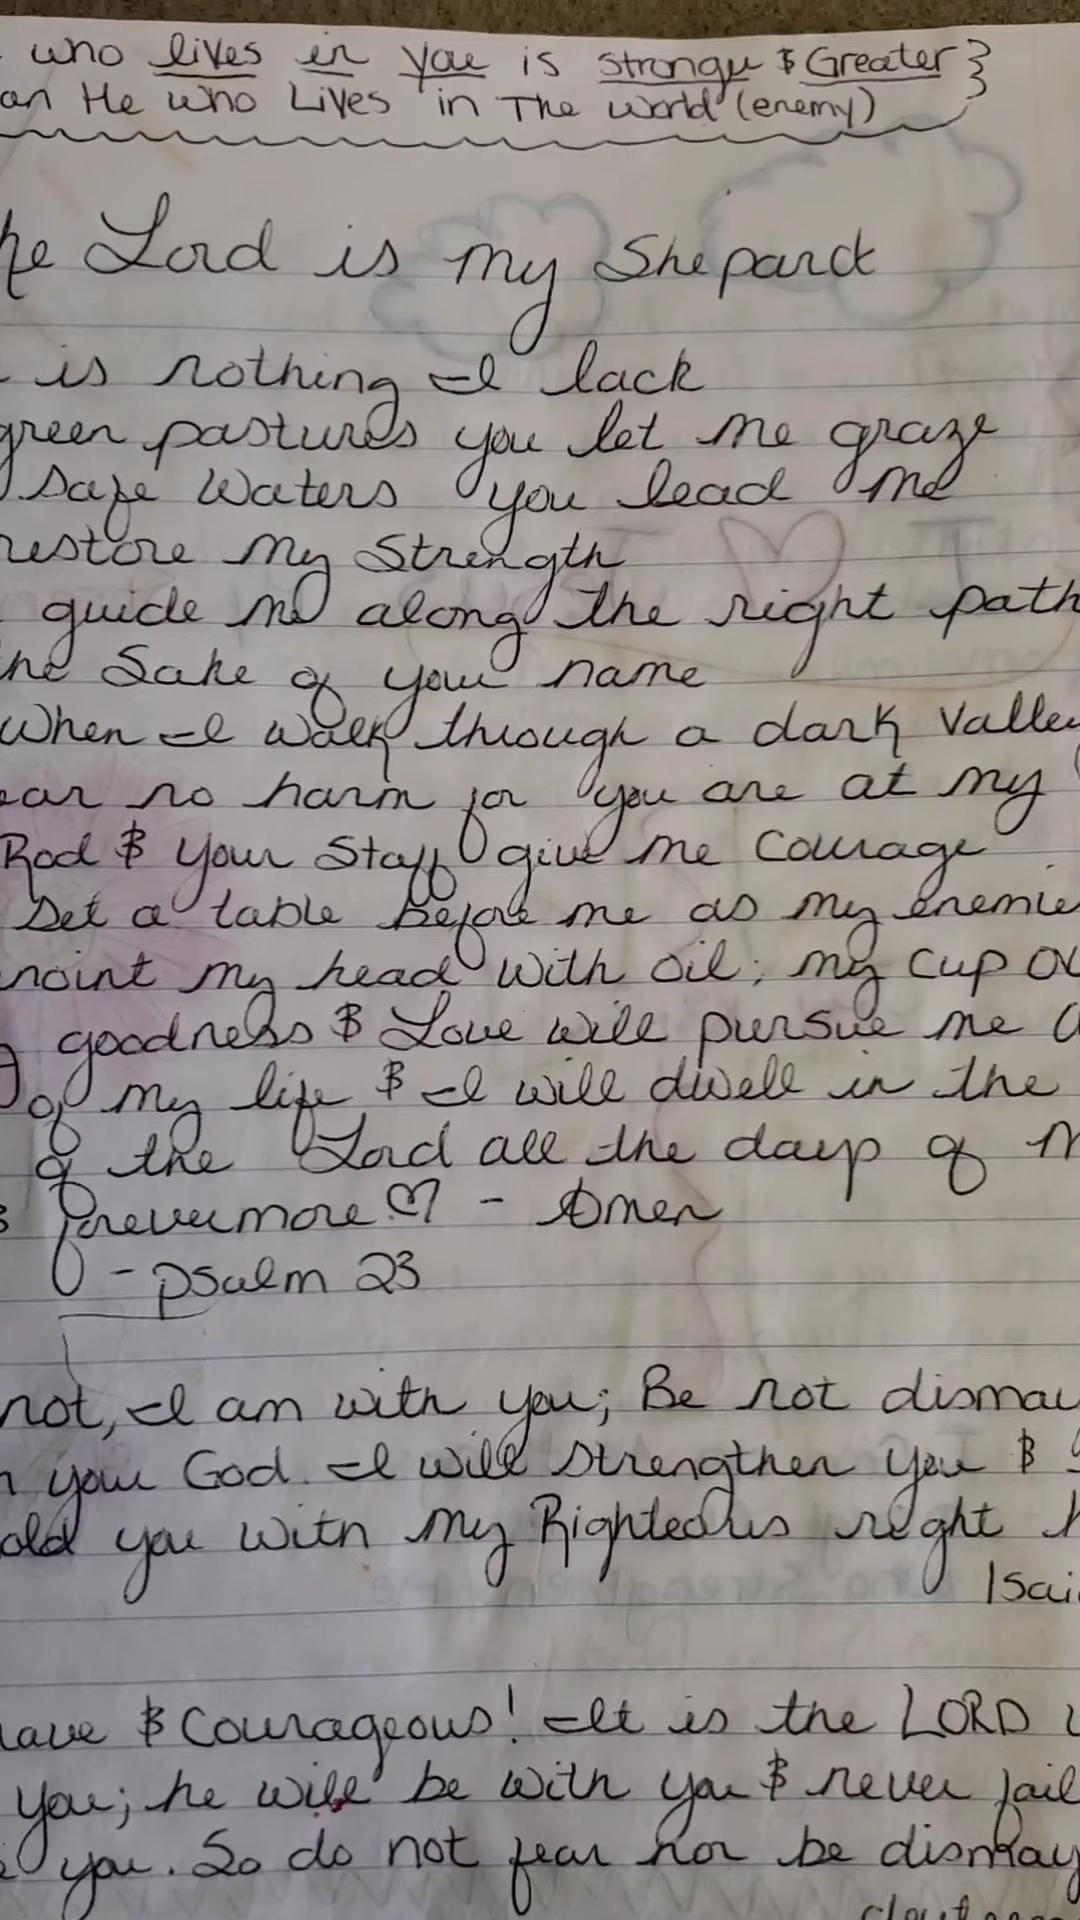 who lives in you is stronger & Greater
an He who Lives in The World (enemy)
he Lord is my Shepard
is nothing I lack
green pastures you let me graze
safe Waters you lead me
restore my Strength
guide me along the right path
he Sake of your name
When I walk through a dark Valley
ear no harm for you are at my
Rod & your Staff give me Courage
Set a table before me as my enemie
noint my head with oil; my cup ov
goodness & Love will pursue me a
of my life & I will dwell in the
of the Lord all the days of m
s forevermore - Amen
- psalm 23
not, I am with you; Be not dismay
m your God. I will strengthen you &
old you with my Righteous right h
Isai
rave & Courageous! It is the LORD w
you; he will be with you & never fail
e you. So do not fear nor be dismay